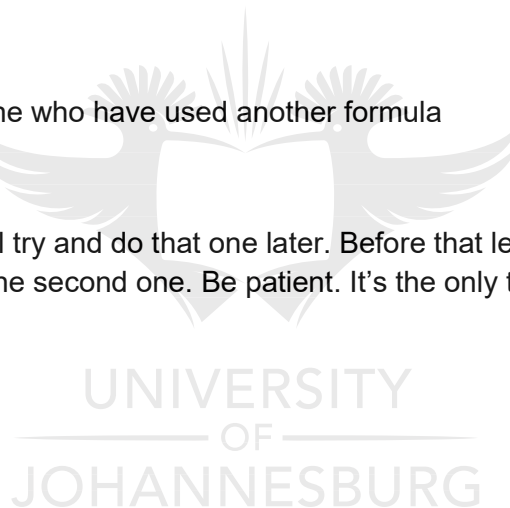 ne who have used another formula
l try and do that one later. Before that le
ne second one. Be patient. It’s the only t
UNIVERSITY
OF
JOHANNESBURG